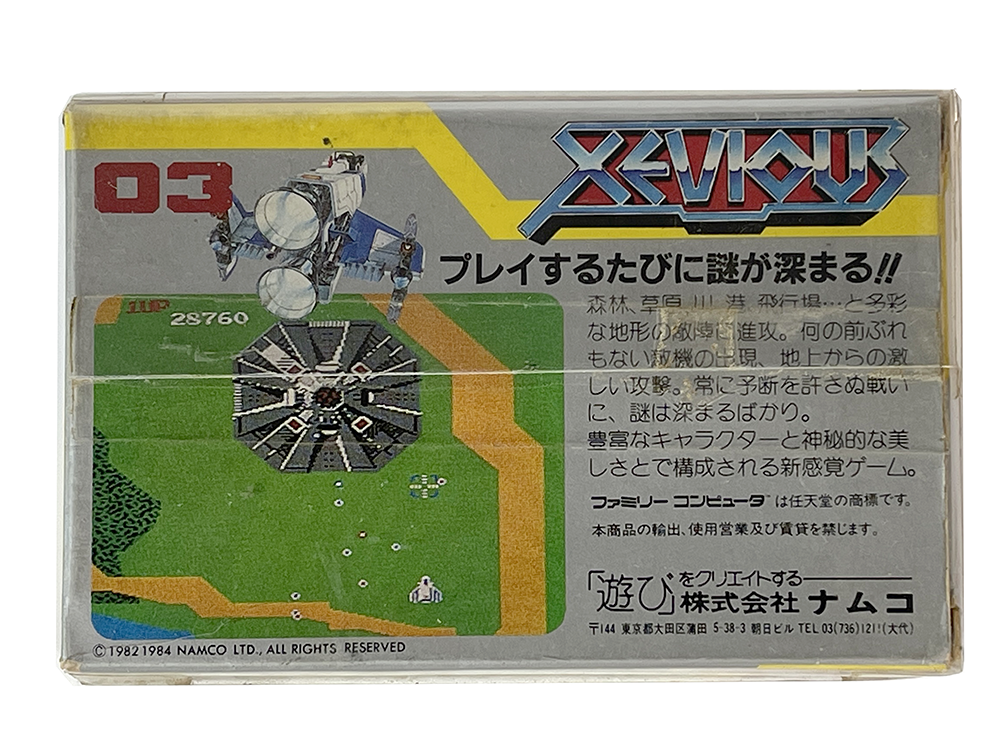 03
XEVIOUS
プレイするたびに謎が深まる!!
1UP
28760
森林、草原、川、港、飛行場…と多彩
な地形の敵陣に進攻。何の前ぶれ
もない敵機の出現、地上からの激
しい攻撃。常に予断を許さぬ戦い
に、謎は深まるばかり。
豊富なキャラクターと神秘的な美
しさとで構成される新感覚ゲーム。
ファミリーコンピュータ は任天堂の商標です。
本商品の輸出、使用営業及び賃貸を禁じます。
「遊び」をクリエイトする
株式会社 ナムコ
〒144 東京都大田区蒲田 5-38-3 朝日ビル TEL 03(736)1211(大代)
©1982 1984 NAMCO LTD., ALL RIGHTS RESERVED